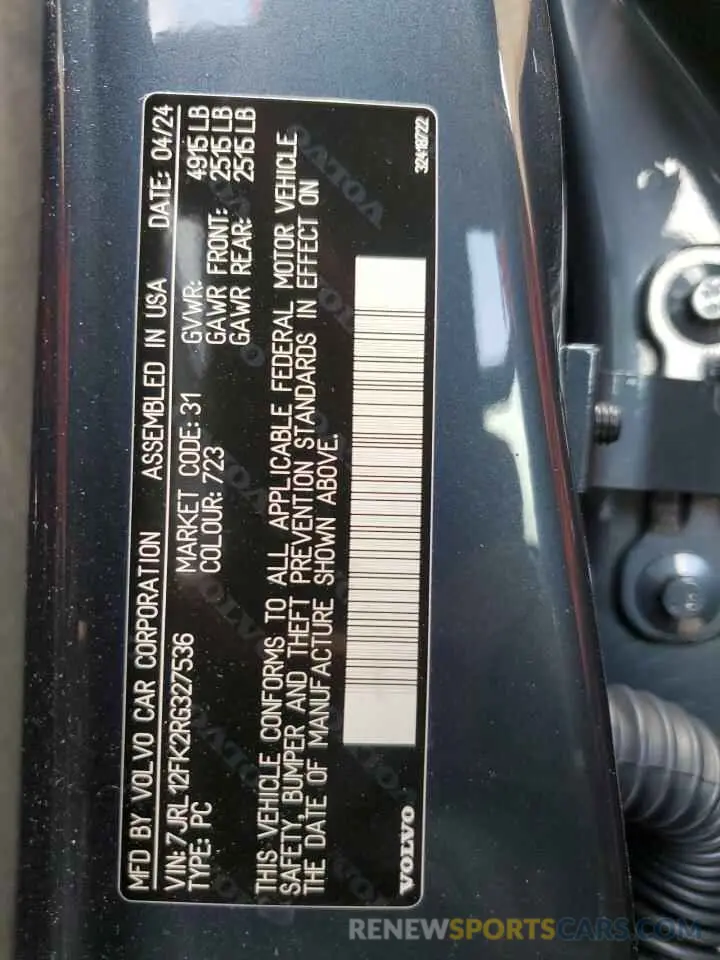 MFD BY VOLVO CAR CORPORATION ASSEMBLED IN USA DATE: 04/24
VIN: 7JRL12FK2RG327536 MARKET CODE: 31 GVWR: 4915 LB
TYPE: PC COLOUR: 723 GAWR FRONT: 2515 LB
GAWR REAR: 2515 LB
THIS VEHICLE CONFORMS TO ALL APPLICABLE FEDERAL MOTOR VEHICLE
SAFETY, BUMPER AND THEFT PREVENTION STANDARDS IN EFFECT ON
THE DATE OF MANUFACTURE SHOWN ABOVE.
VOLVO
32418722
RENEWSPORTSCARS.COM